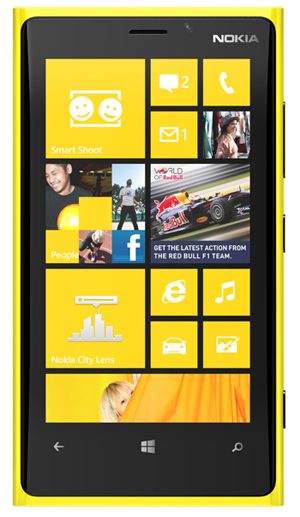 NOKIA
2
Smart Shoot
1
WORLD
OF Red Bull
People
f
GET THE LATEST ACTION FROM
THE RED BULL F1 TEAM.
Nokia City Lens